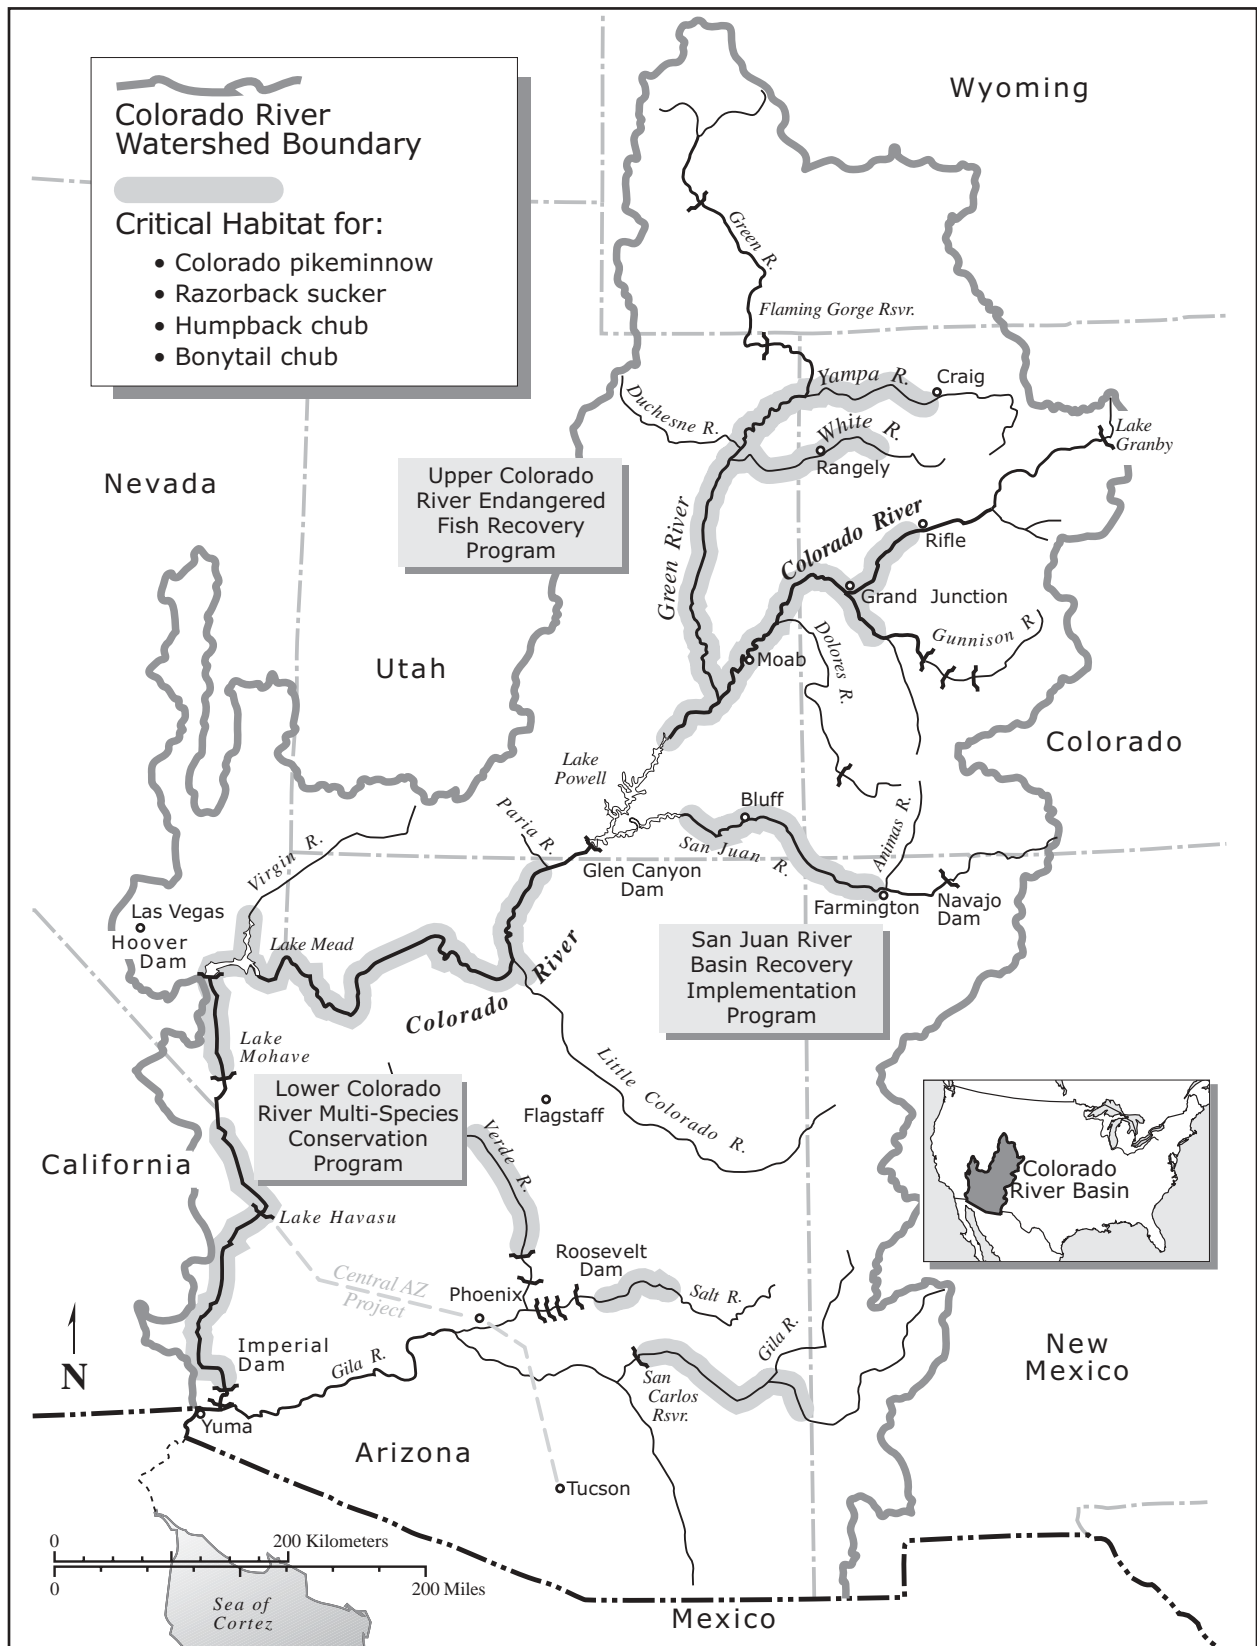 Colorado River
Watershed Boundary
Critical Habitat for:
• Colorado pikeminnow
• Razorback sucker
• Humpback chub
• Bonytail chub
Wyoming
Green R.
Flaming Gorge Rsvr.
Yampa R.
Craig
Duchesne R.
White R.
Rangely
Lake
Granby
Nevada
Upper Colorado
River Endangered
Fish Recovery
Program
Green River
Colorado River
Rifle
Grand Junction
Gunnison R
Utah
Moab
Dolores R.
Colorado
Lake
Powell
Bluff
Paria R.
San Juan R.
Animas R.
Virgin R.
Glen Canyon
Dam
Farmington
Navajo
Dam
Las Vegas
Hoover
Dam
Lake Mead
Colorado River
San Juan River
Basin Recovery
Implementation
Program
Lake
Mohave
Lower Colorado
River Multi-Species
Conservation
Program
Flagstaff
Little Colorado R.
Verde R.
California
Colorado
River Basin
Lake Havasu
Central AZ
Project
Phoenix
Roosevelt
Dam
Salt R.
Gila R.
N
Imperial
Dam
Gila R.
San
Carlos
Rsvr.
New
Mexico
Yuma
Arizona
Tucson
0
200 Kilometers
0
200 Miles
Sea of
Cortez
Mexico